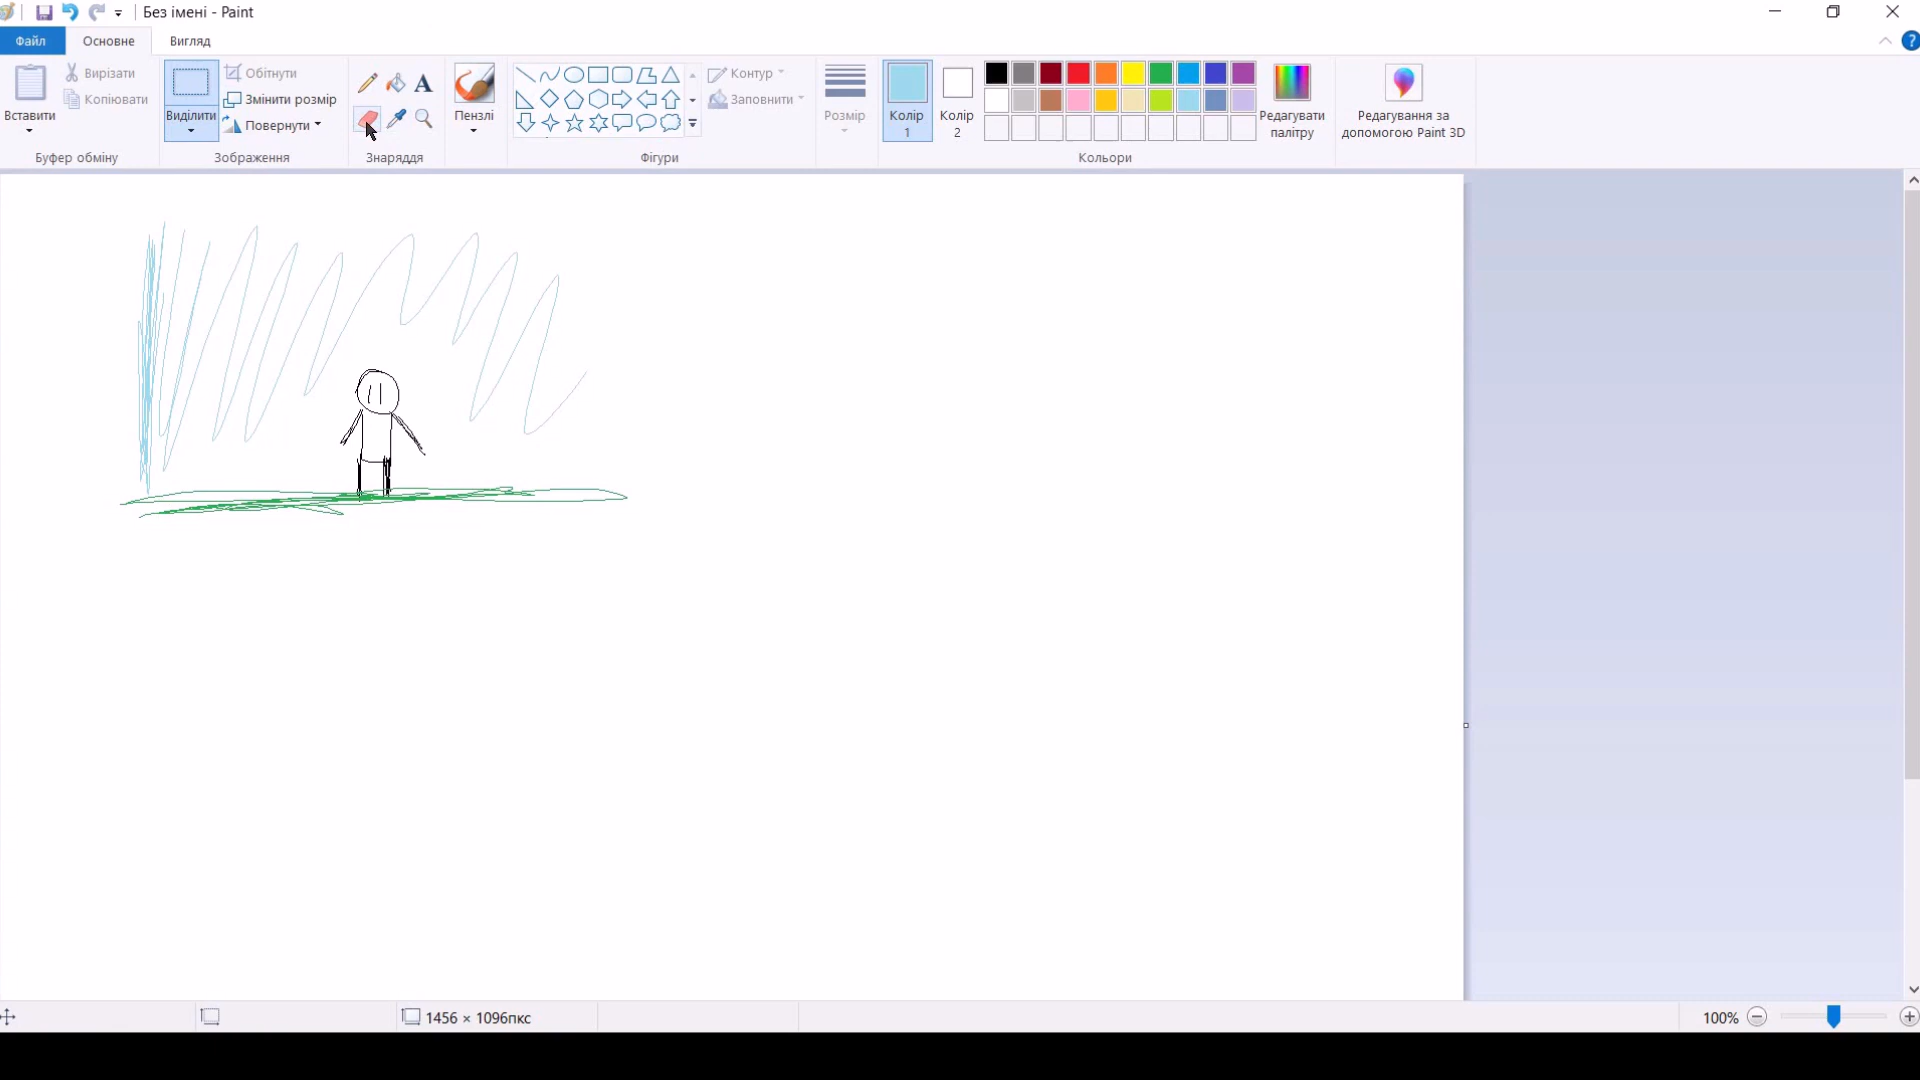 Без імені - Paint
Файл Основне Вигляд
?
Вставити
Вирізати
Копіювати
Буфер обміну
Виділити
Обітнути
Змінити розмір
Повернути
Зображення
A
Знаряддя
Пензлі
Контур
Заповнити
Фігури
Розмір
Колір
1
Колір
2
Редагувати
палітру
Кольори
Редагування за
допомогою Paint 3D
1456 × 1096пкс
100%